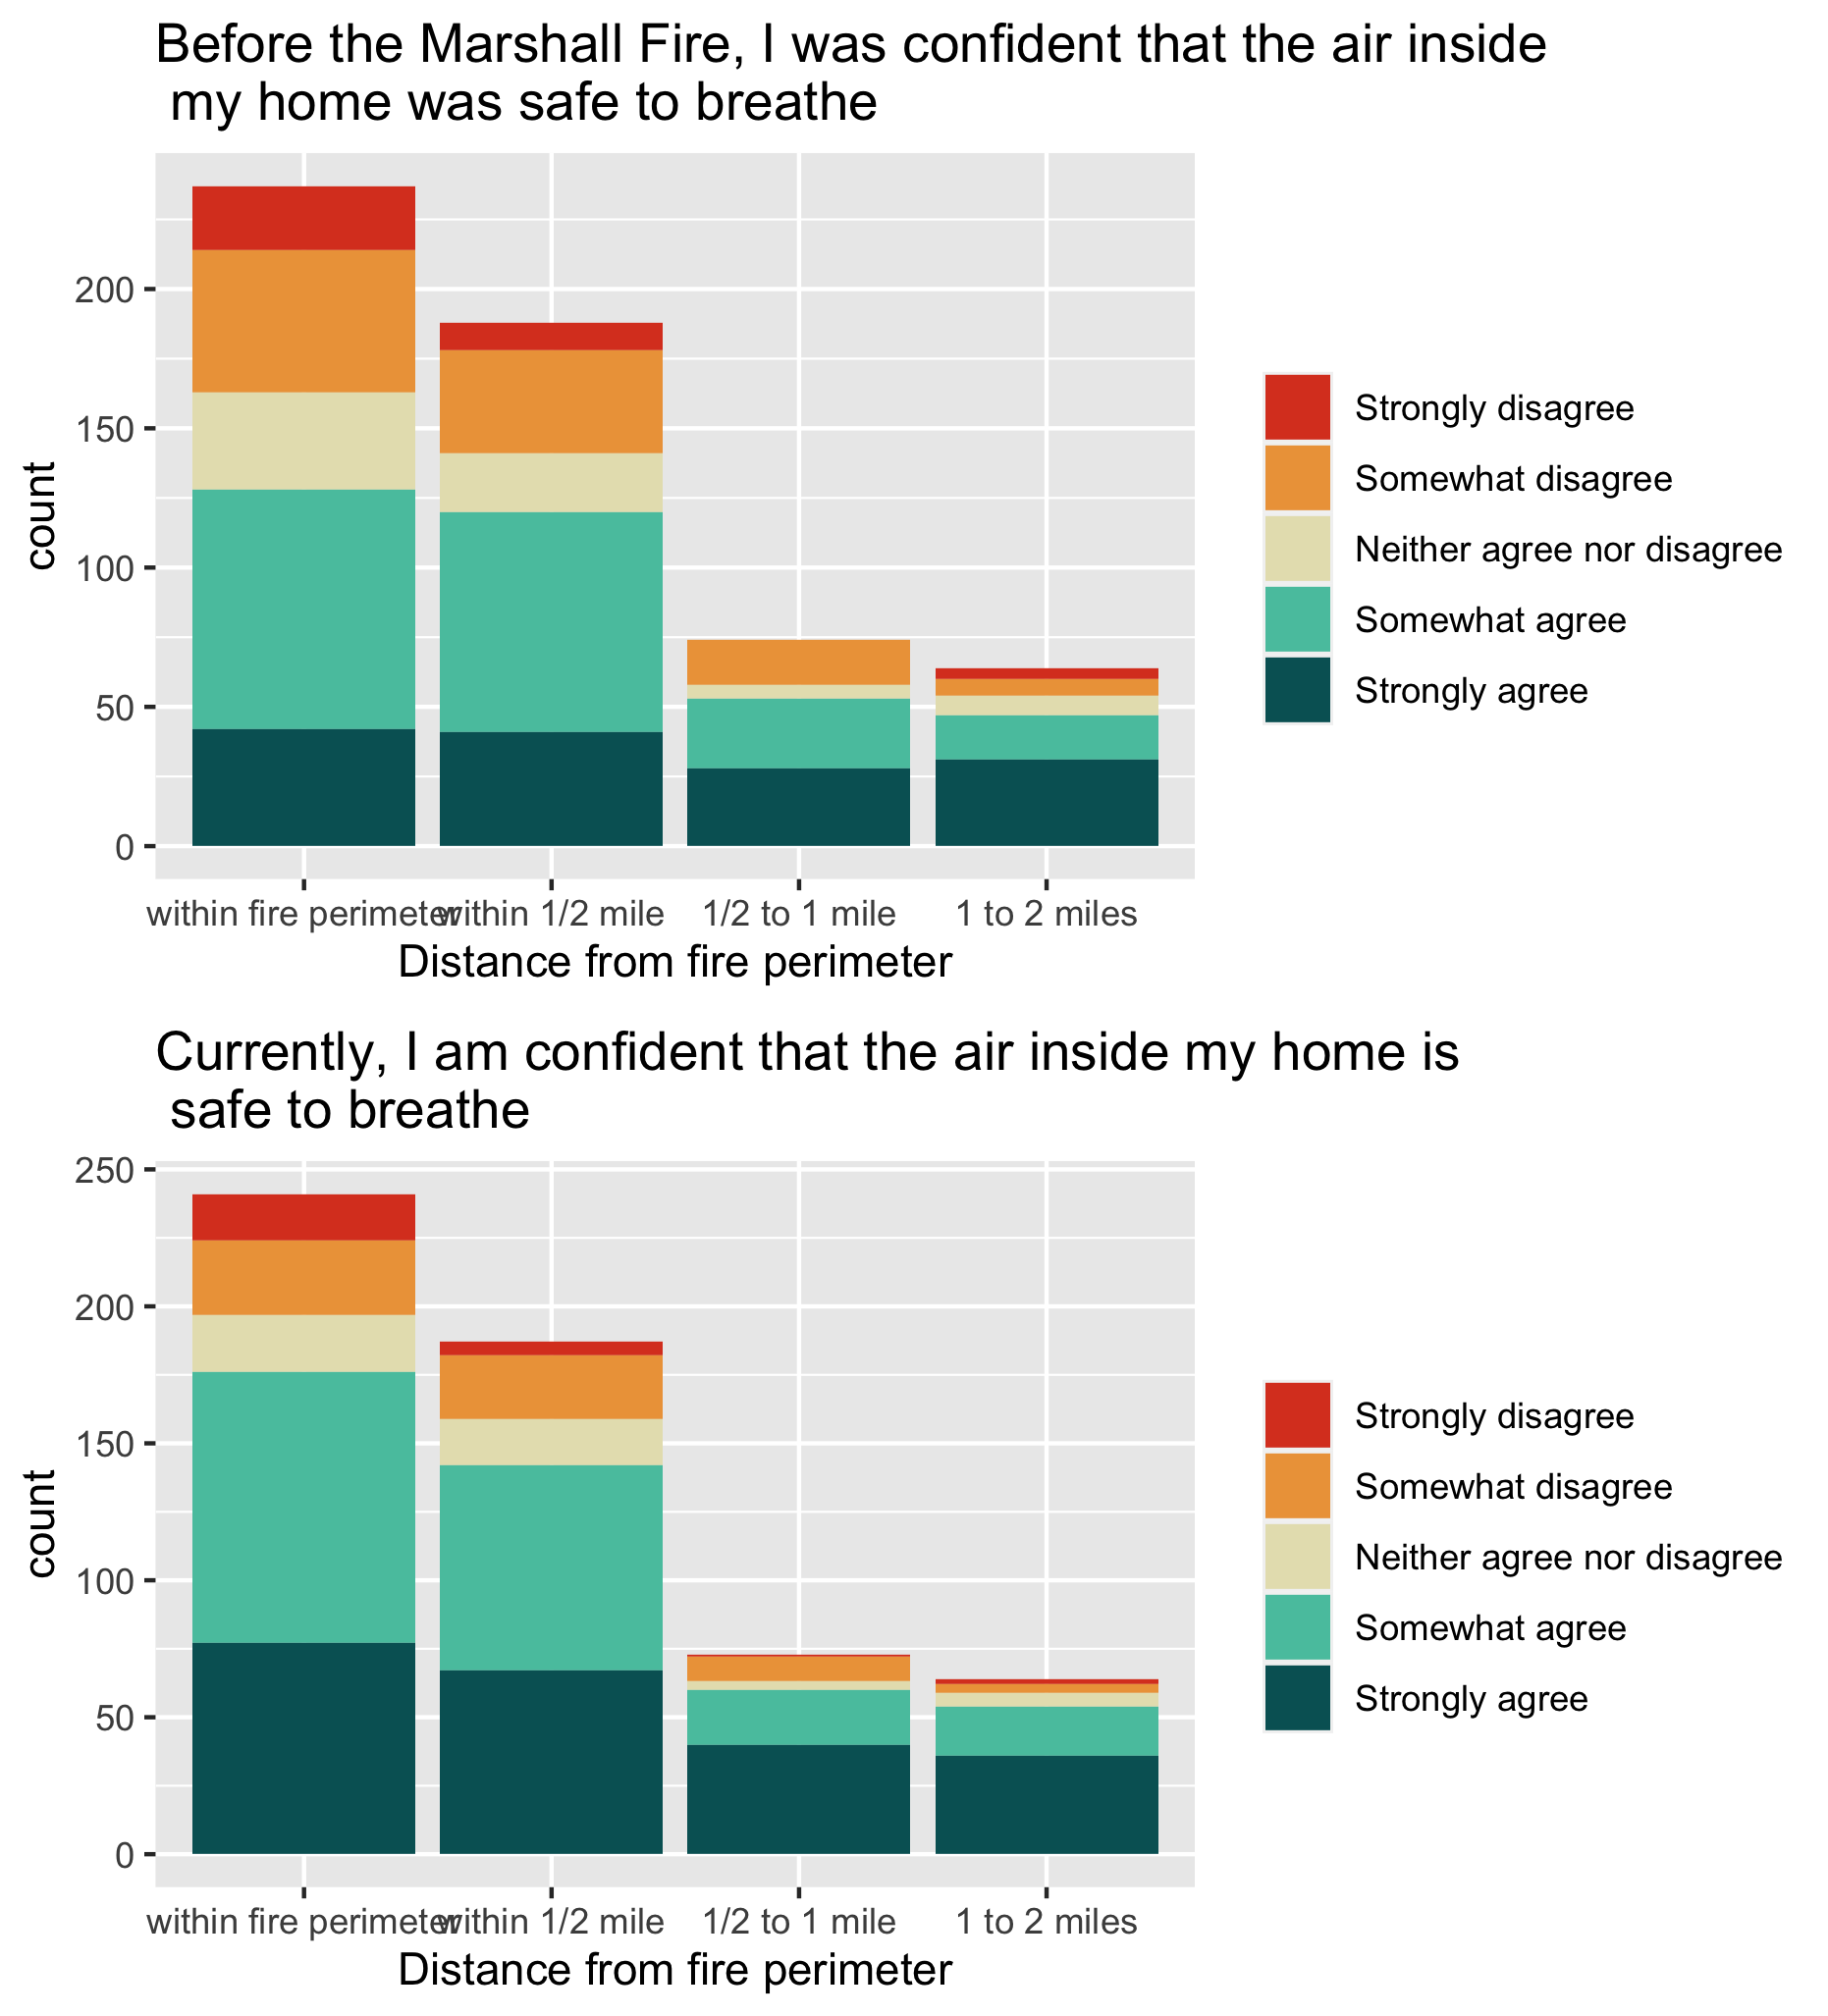 Before the Marshall Fire, I was confident that the air inside
my home was safe to breathe
count
200
150
100
50
0
within fire perimeter
within 1/2 mile
1/2 to 1 mile
1 to 2 miles
Distance from fire perimeter
Strongly disagree
Somewhat disagree
Neither agree nor disagree
Somewhat agree
Strongly agree
Currently, I am confident that the air inside my home is
safe to breathe
count
250
200
150
100
50
0
within fire perimeter
within 1/2 mile
1/2 to 1 mile
1 to 2 miles
Distance from fire perimeter
Strongly disagree
Somewhat disagree
Neither agree nor disagree
Somewhat agree
Strongly agree